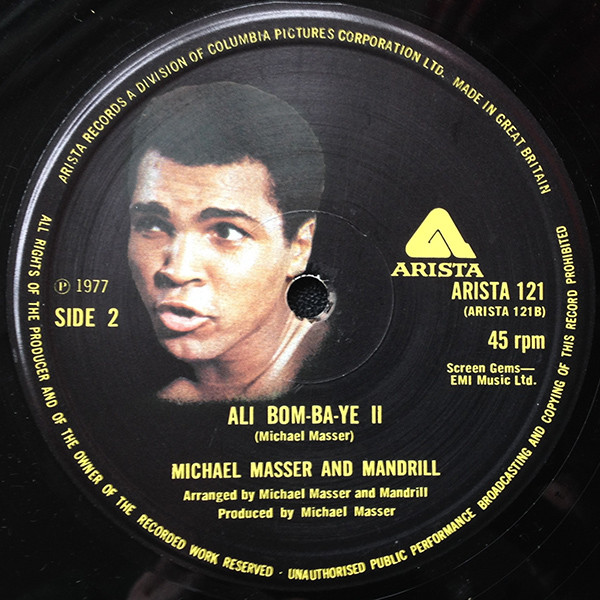 ARISTA RECORDS A DIVISION OF COLUMBIA PICTURES CORPORATION LTD. MADE IN GREAT BRITAIN
ARISTA
ARISTA 121
(ARISTA 121B)
℗ 1977
SIDE 2
45 rpm
Screen Gems—
EMI Music Ltd.
ALI BOM-BA-YE II
(Michael Masser)
MICHAEL MASSER AND MANDRILL
Arranged by Michael Masser and Mandrill
Produced by Michael Masser
ALL RIGHTS OF THE PRODUCER AND OF THE OWNER OF THE RECORDED WORK RESERVED · UNAUTHORISED PUBLIC PERFORMANCE BROADCASTING AND COPYING OF THIS RECORD PROHIBITED